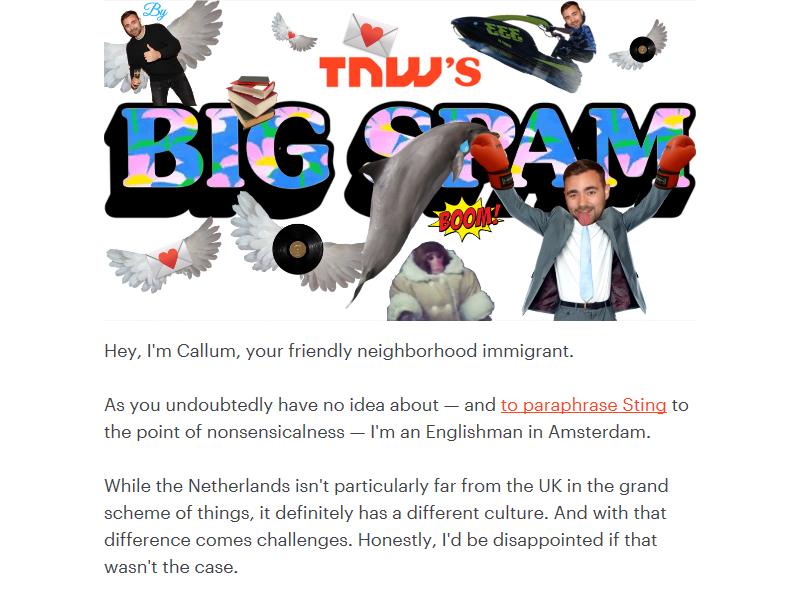 By
TNW's
BIG SPAM
BOOM!
Hey, I'm Callum, your friendly neighborhood immigrant.
As you undoubtedly have no idea about — and to paraphrase Sting to
the point of nonsensicalness — I'm an Englishman in Amsterdam.
While the Netherlands isn't particularly far from the UK in the grand
scheme of things, it definitely has a different culture. And with that
difference comes challenges. Honestly, I'd be disappointed if that
wasn't the case.